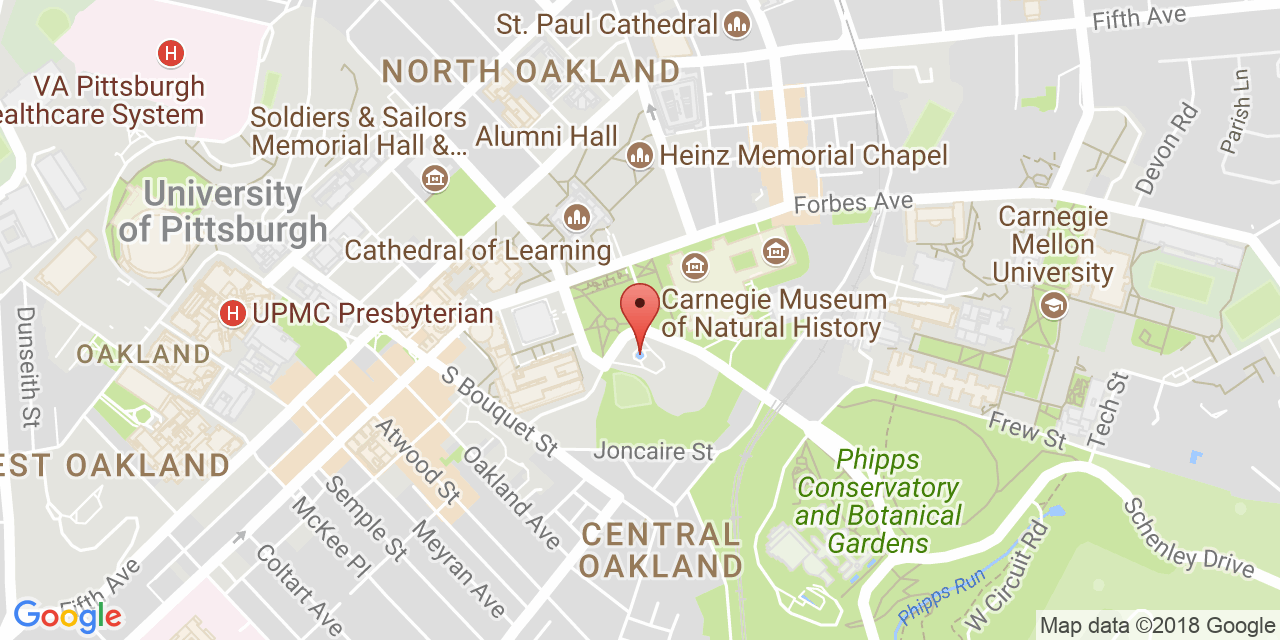 St. Paul Cathedral
Fifth Ave
H
VA Pittsburgh
ealthcare System
NORTH OAKLAND
Parish Ln
Devon Rd
Soldiers & Sailors
Memorial Hall &...
Alumni Hall
Heinz Memorial Chapel
University
of Pittsburgh
Forbes Ave
Carnegie
Mellon
University
Cathedral of Learning
H
UPMC Presbyterian
Carnegie Museum
of Natural History
Dunseith St
OAKLAND
S Bouquet St
Tech St
Frew St
Atwood St
Joncaire St
EST OAKLAND
Oakland Ave
Phipps
Conservatory
and Botanical
Gardens
Semple St
McKee Pl
Meyran Ave
CENTRAL
OAKLAND
Schenley Drive
Coltart Ave
Fifth Ave
Phipps Run
W Circuit Rd
Google
Map data ©2018 Google